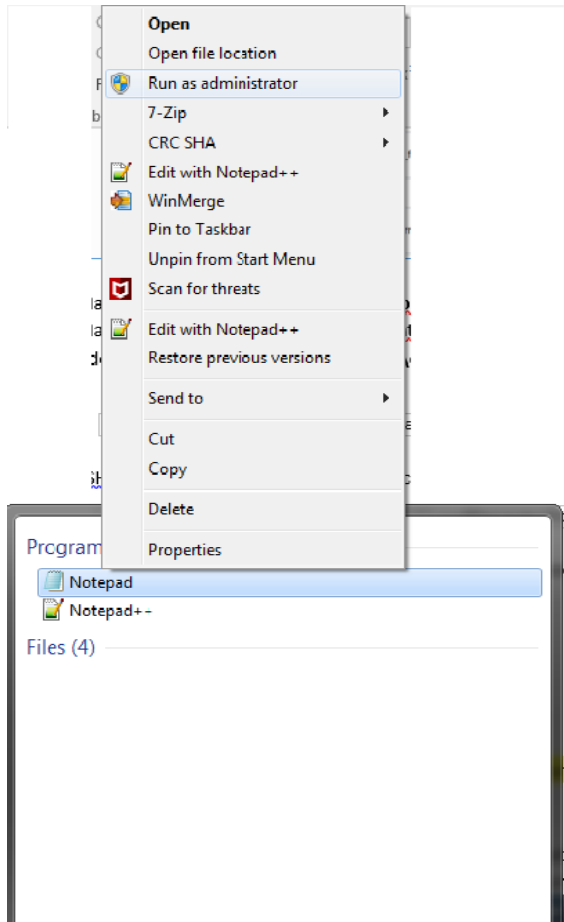 Open
Open file location
Run as administrator
7-Zip
CRC SHA
Edit with Notepad++
WinMerge
Pin to Taskbar
Unpin from Start Menu
Scan for threats
Edit with Notepad++
Restore previous versions
Send to
Cut
Copy
Delete
Properties
Program
Notepad
Notepad++
Files (4)